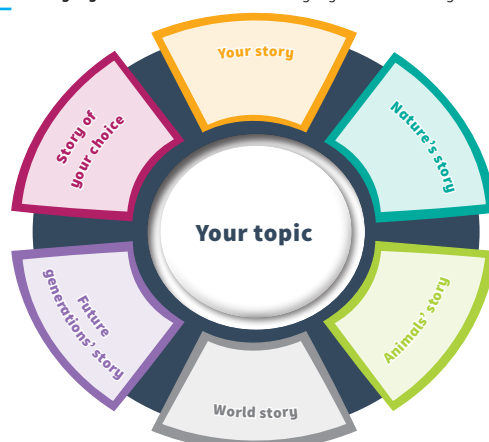 Your story
Nature's story
Animals' story
World story
Future
generations' story
Story of
your choice
Your topic